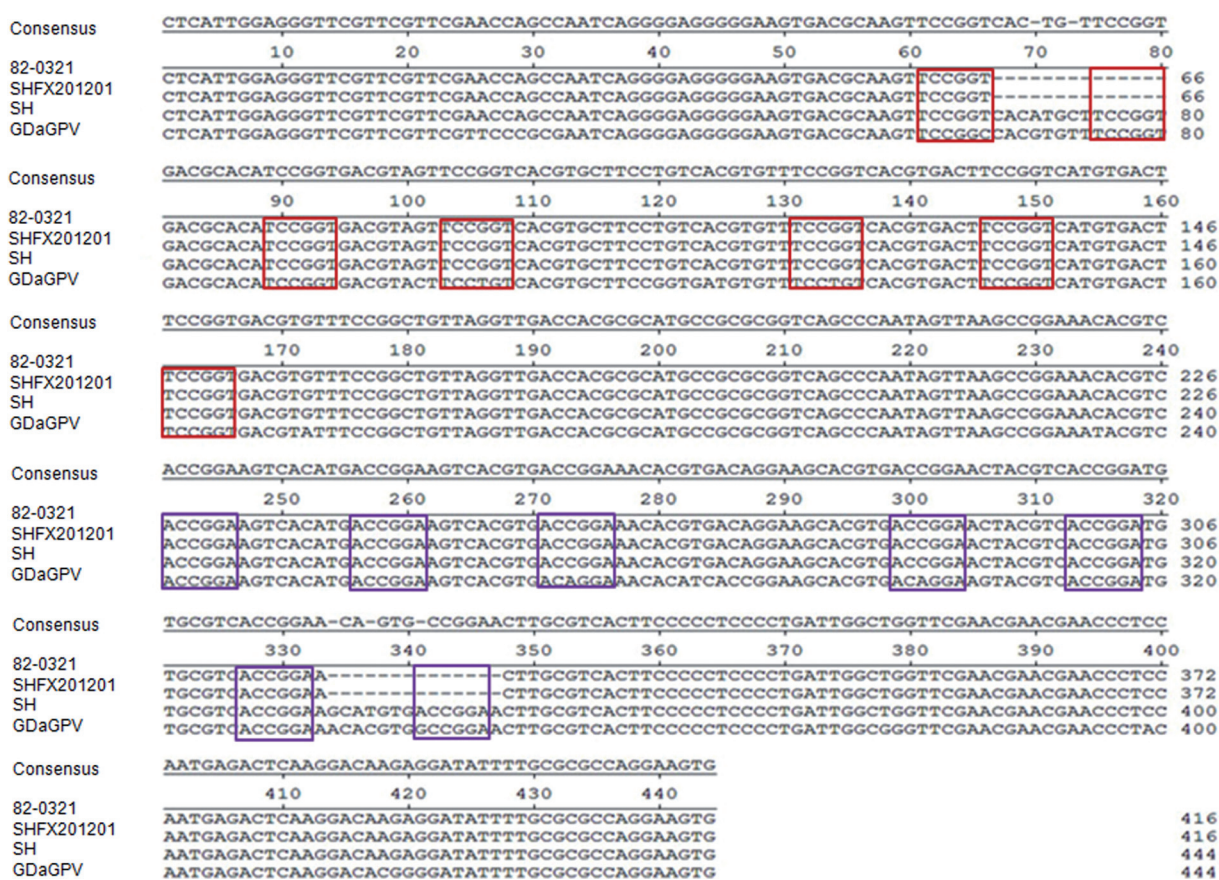 Consensus CTCATTGGAGGGTTCGTTCGTTCGAACCAGCCAATCAGGGGAGGGGGAAGTGACGCAAGTTCCGGTCAC-TG-TTCCGGT
10 20 30 40 50 60 70 80
82-0321 CTCATTGGAGGGTTCGTTCGTTCGAACCAGCCAATCAGGGGAGGGGGAAGTGACGCAAGTTCCGGT-------------- 66
SHFX201201 CTCATTGGAGGGTTCGTTCGTTCGAACCAGCCAATCAGGGGAGGGGGAAGTGACGCAAGTTCCGGT-------------- 66
SH CTCATTGGAGGGTTCGTTCGTTCGAACCAGCCAATCAGGGGAGGGGGAAGTGACGCAAGTTCCGGTCACATGCTTCCGGT 80
GDaGPV CTCATTGGAGGGTTCGTTCGTTCGTTCCCGCGAATCAGGGGAGGGGGAAGTGACGCAAGTTCCGGCCACGTGTTTCCGGT 80
Consensus GACGCACATCCGGTGACGTAGTTCCGGTCACGTGCTTCCTGTCACGTGTTTCCGGTCACGTGACTTCCGGTCATGTGACT
90 100 110 120 130 140 150 160
82-0321 GACGCACATCCGGTGACGTAGTTCCGGTCACGTGCTTCCTGTCACGTGTTTCCGGTCACGTGACTTCCGGTCATGTGACT 146
SHFX201201 GACGCACATCCGGTGACGTAGTTCCGGTCACGTGCTTCCTGTCACGTGTTTCCGGTCACGTGACTTCCGGTCATGTGACT 146
SH GACGCACATCCGGTGACGTAGTTCCGGTCACGTGCTTCCTGTCACGTGTTTCCGGTCACGTGACTTCCGGTCATGTGACT 160
GDaGPV GACGCACATCCGGTGACGTACTTCCTGTCACGTGCTTCCGGTGATGTGTTTCCTGTCACGTGACTTCCGGTCATGTGACT 160
Consensus TCCGGTGACGTGTTTCCGGCTGTTAGGTTGACCACGCGCATGCCGCGCGGTCAGCCCAATAGTTAAGCCGGAAACACGTC
170 180 190 200 210 220 230 240
82-0321 TCCGGTGACGTGTTTCCGGCTGTTAGGTTGACCACGCGCATGCCGCGCGGTCAGCCCAATAGTTAAGCCGGAAACACGTC 226
SHFX201201 TCCGGTGACGTGTTTCCGGCTGTTAGGTTGACCACGCGCATGCCGCGCGGTCAGCCCAATAGTTAAGCCGGAAACACGTC 226
SH TCCGGTGACGTGTTTCCGGCTGTTAGGTTGACCACGCGCATGCCGCGCGGTCAGCCCAATAGTTAAGCCGGAAACACGTC 240
GDaGPV TCCGGTGACGTATTTCCGGCTGTTAGGTTGACCACGCGCATGCCGCGCGGTCAGCCCAATAGTTAAGCCGGAAATACGTC 240
Consensus ACCGGAAGTCACATGACCGGAAGTCACGTGACCGGAAACACGTGACAGGAAGCACGTGACCGGAACTACGTCACCGGATG
250 260 270 280 290 300 310 320
82-0321 ACCGGAAGTCACATGACCGGAAGTCACGTGACCGGAAACACGTGACAGGAAGCACGTGACCGGAACTACGTCACCGGATG 306
SHFX201201 ACCGGAAGTCACATGACCGGAAGTCACGTGACCGGAAACACGTGACAGGAAGCACGTGACCGGAACTACGTCACCGGATG 306
SH ACCGGAAGTCACATGACCGGAAGTCACGTGACCGGAAACACGTGACAGGAAGCACGTGACCGGAACTACGTCACCGGATG 320
GDaGPV ACCGGAAGTCACATGACCGGAAGTCACGTGACAGGAAACACATCACCGGAAGCACGTGACAGGAAGTACGTCACCGGATG 320
Consensus TGCGTCACCGGAA-CA-GTG-CCGGAACTTGCGTCACTTCCCCCTCCCCTGATTGGCTGGTTCGAACGAACGAACCCTCC
330 340 350 360 370 380 390 400
82-0321 TGCGTCACCGGAA--------------CTTGCGTCACTTCCCCCTCCCCTGATTGGCTGGTTCGAACGAACGAACCCTCC 372
SHFX201201 TGCGTCACCGGAA--------------CTTGCGTCACTTCCCCCTCCCCTGATTGGCTGGTTCGAACGAACGAACCCTCC 372
SH TGCGTCACCGGAAGCATGTGACCGGAACTTGCGTCACTTCCCCCTCCCCTGATTGGCTGGTTCGAACGAACGAACCCTCC 400
GDaGPV TGCGTCACCGGAAACACGTGGCCGGAACTTGCGTCACTTCCCCCTCCCCTGATTGGCGGGTTCGAACGAACGAACCCTAC 400
Consensus AATGAGACTCAAGGACAAGAGGATATTTTGCGCGCCAGGAAGTG
410 420 430 440
82-0321 AATGAGACTCAAGGACAAGAGGATATTTTGCGCGCCAGGAAGTG 416
SHFX201201 AATGAGACTCAAGGACAAGAGGATATTTTGCGCGCCAGGAAGTG 416
SH AATGAGACTCAAGGACAAGAGGATATTTTGCGCGCCAGGAAGTG 444
GDaGPV AATGAGACTCAAGGACACGGGGATATTTTGCGCGCCAGGAAGTG 444